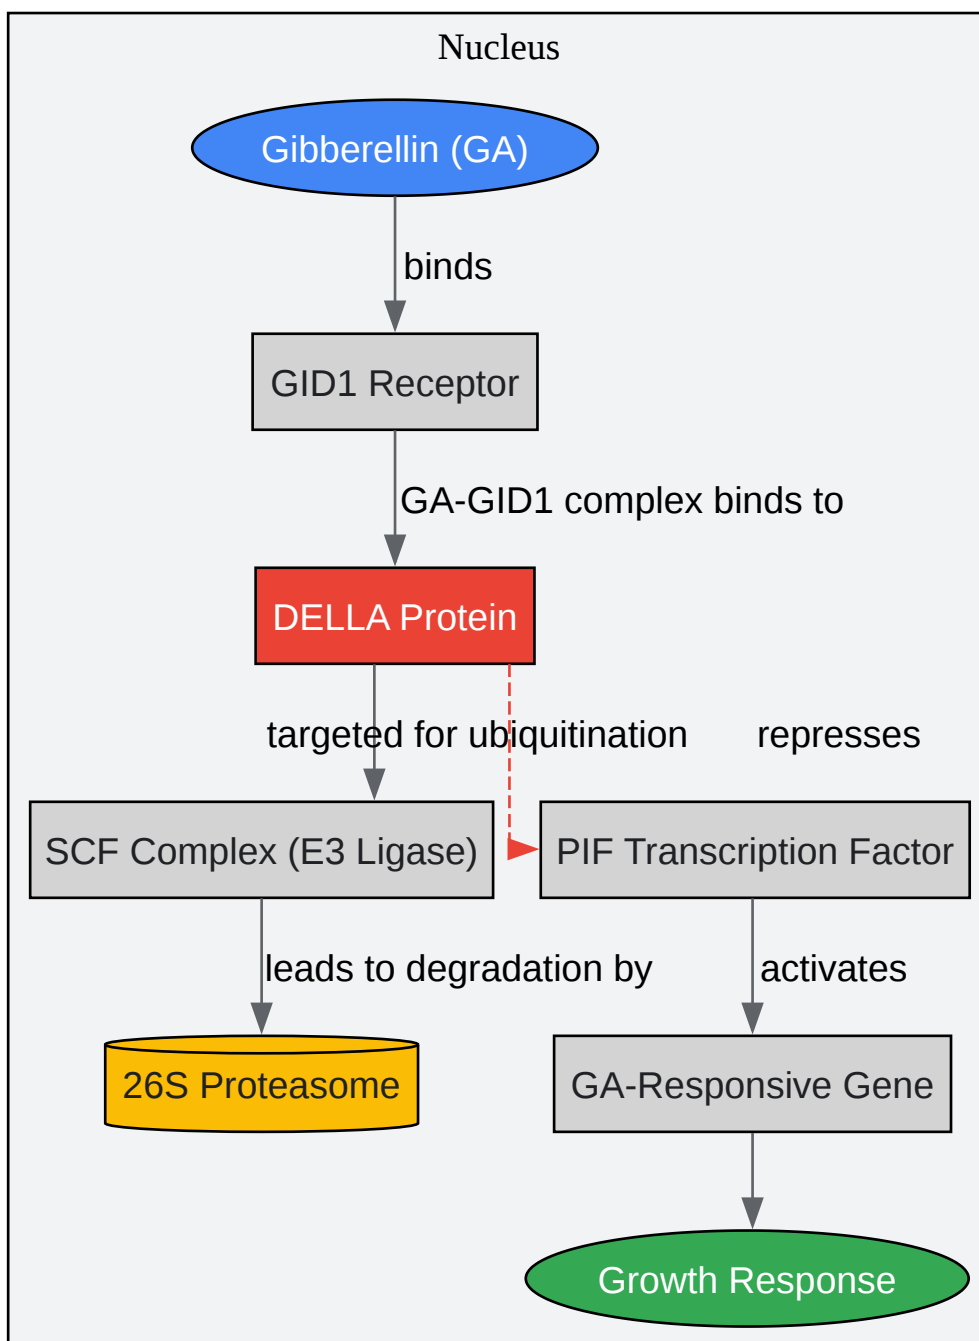 Nucleus
Gibberellin (GA)
binds
GID1 Receptor
GA-GID1 complex binds to
DELLA Protein
targeted for ubiquitination
represses
SCF Complex (E3 Ligase)
PIF Transcription Factor
leads to degradation by
activates
26S Proteasome
GA-Responsive Gene
Growth Response